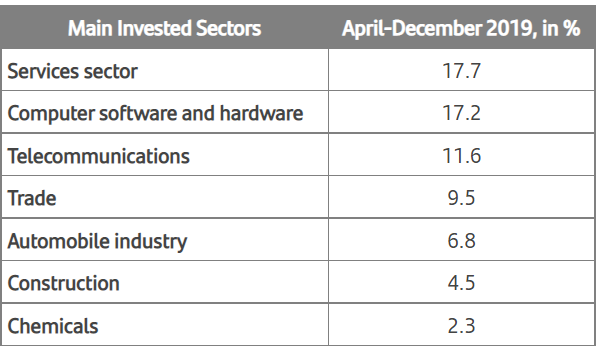 Main Invested Sectors April-December 2019, in %
Services sector 17.7
Computer software and hardware 17.2
Telecommunications 11.6
Trade 9.5
Automobile industry 6.8
Construction 4.5
Chemicals 2.3